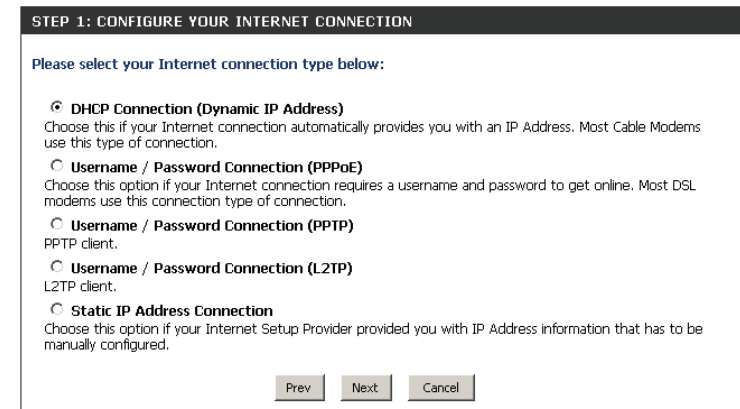 STEP 1: CONFIGURE YOUR INTERNET CONNECTION
Please select your Internet connection type below:
DHCP Connection (Dynamic IP Address)
Choose this if your Internet connection automatically provides you with an IP Address. Most Cable Modems
use this type of connection.
Username / Password Connection (PPPoE)
Choose this option if your Internet connection requires a username and password to get online. Most DSL
modems use this connection type of connection.
Username / Password Connection (PPTP)
PPTP client.
Username / Password Connection (L2TP)
L2TP client.
Static IP Address Connection
Choose this option if your Internet Setup Provider provided you with IP Address information that has to be
manually configured.
Prev Next Cancel